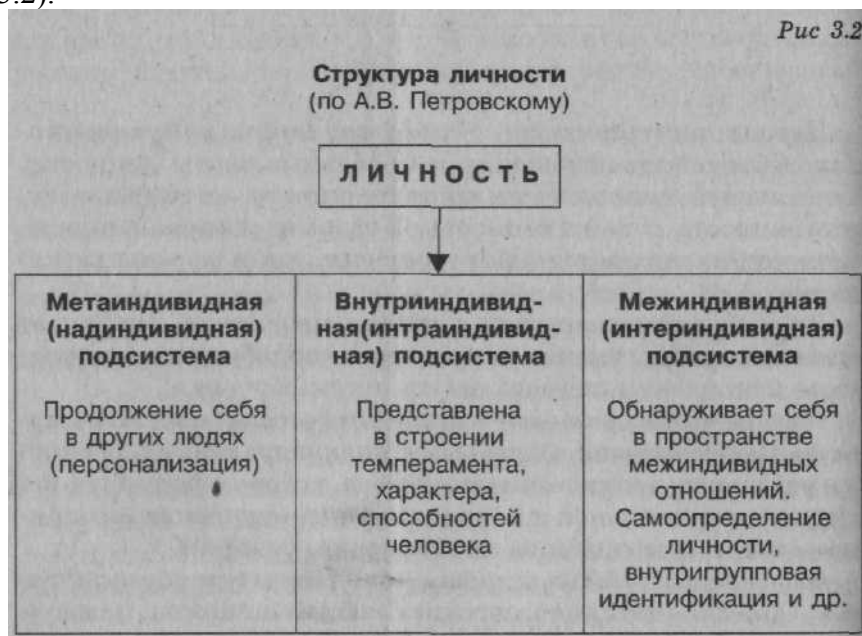 3.2).
Рис 3.2
Структура личности
(по А.В. Петровскому)
ЛИЧНОСТЬ
Метаиндивидная
(надиндивидная)
подсистема
Продолжение себя
в других людях
(персонализация)
Внутрииндивид-
ная(интраиндивид-
ная) подсистема
Представлена
в строении
темперамента,
характера,
способностей
человека
Межиндивидная
(интериндивидная)
подсистема
Обнаруживает себя
в пространстве
межиндивидных
отношений.
Самоопределение
личности,
внутригрупповая
идентификация и др.